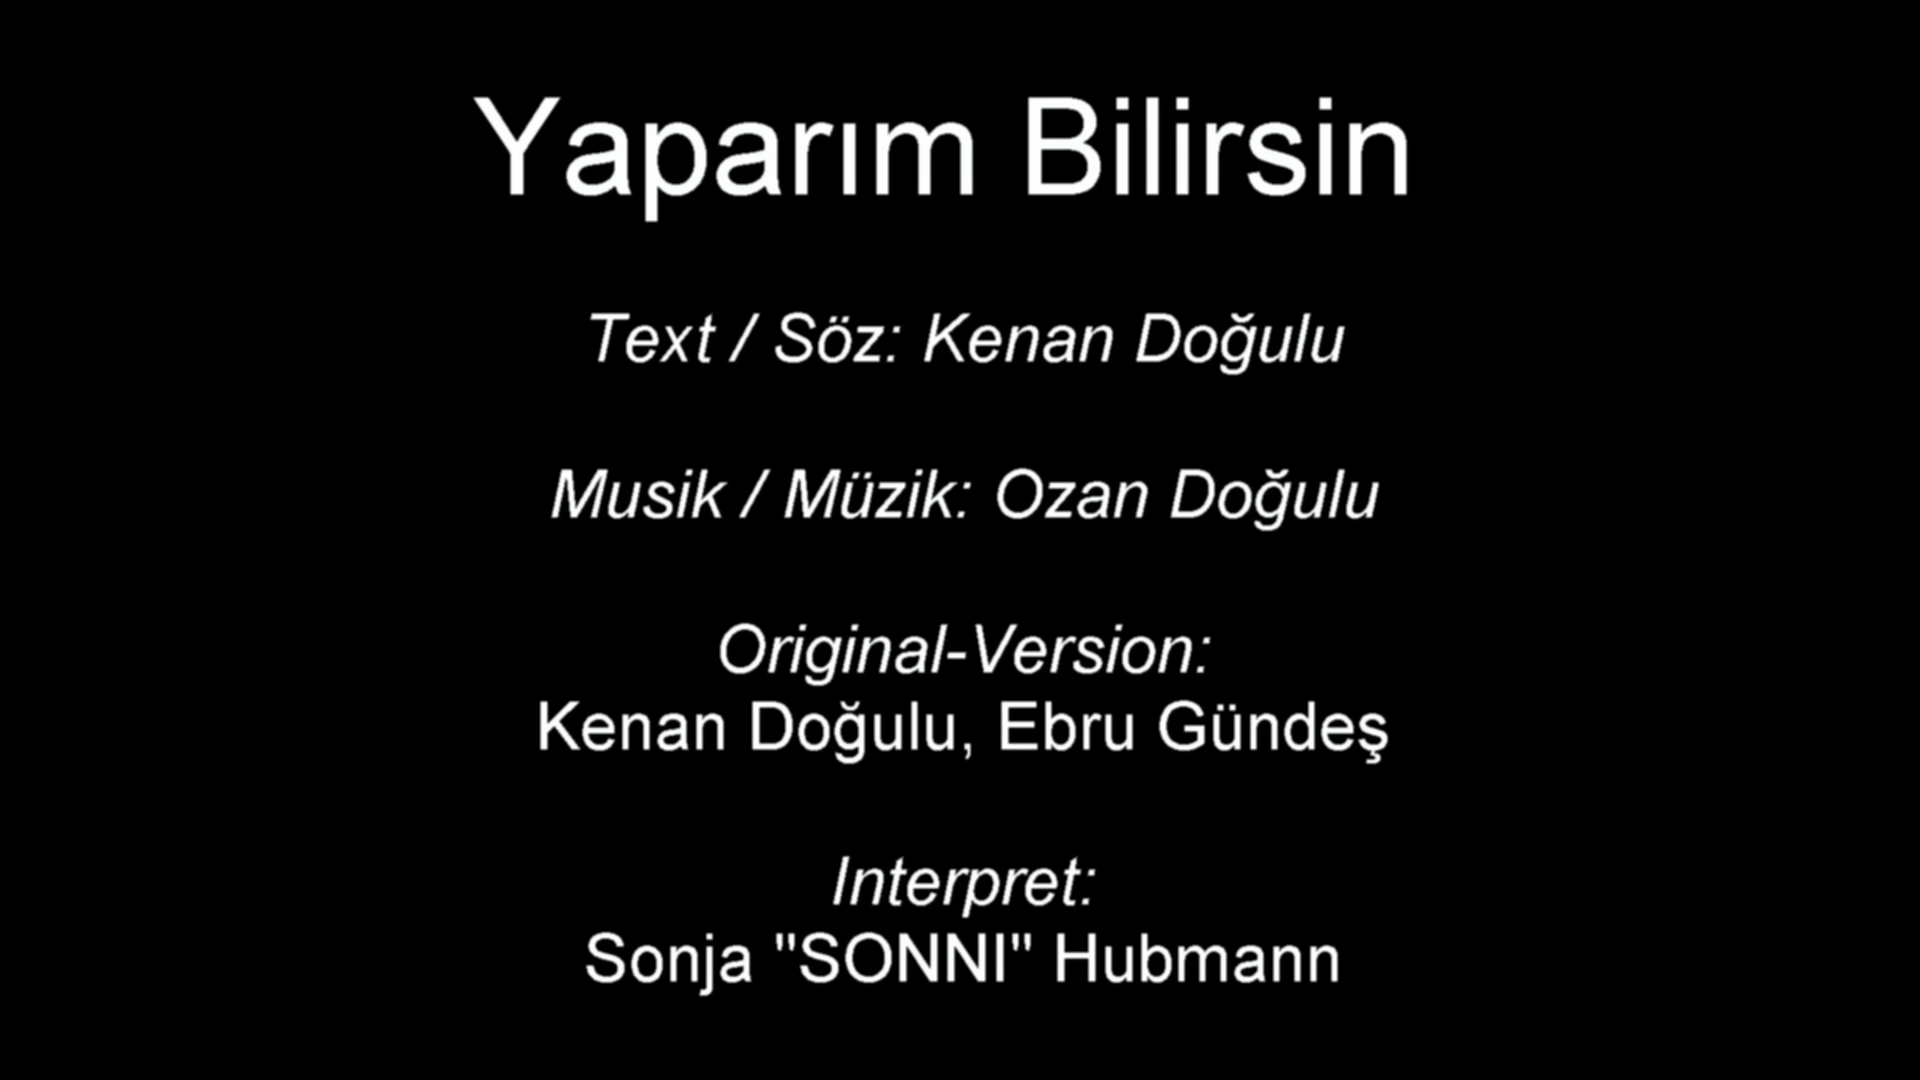 Yaparım Bilirsin
Text / Söz: Kenan Doğulu
Musik / Müzik: Ozan Doğulu
Original-Version:
Kenan Doğulu, Ebru Gündeş
Interpret:
Sonja "SONNI" Hubmann